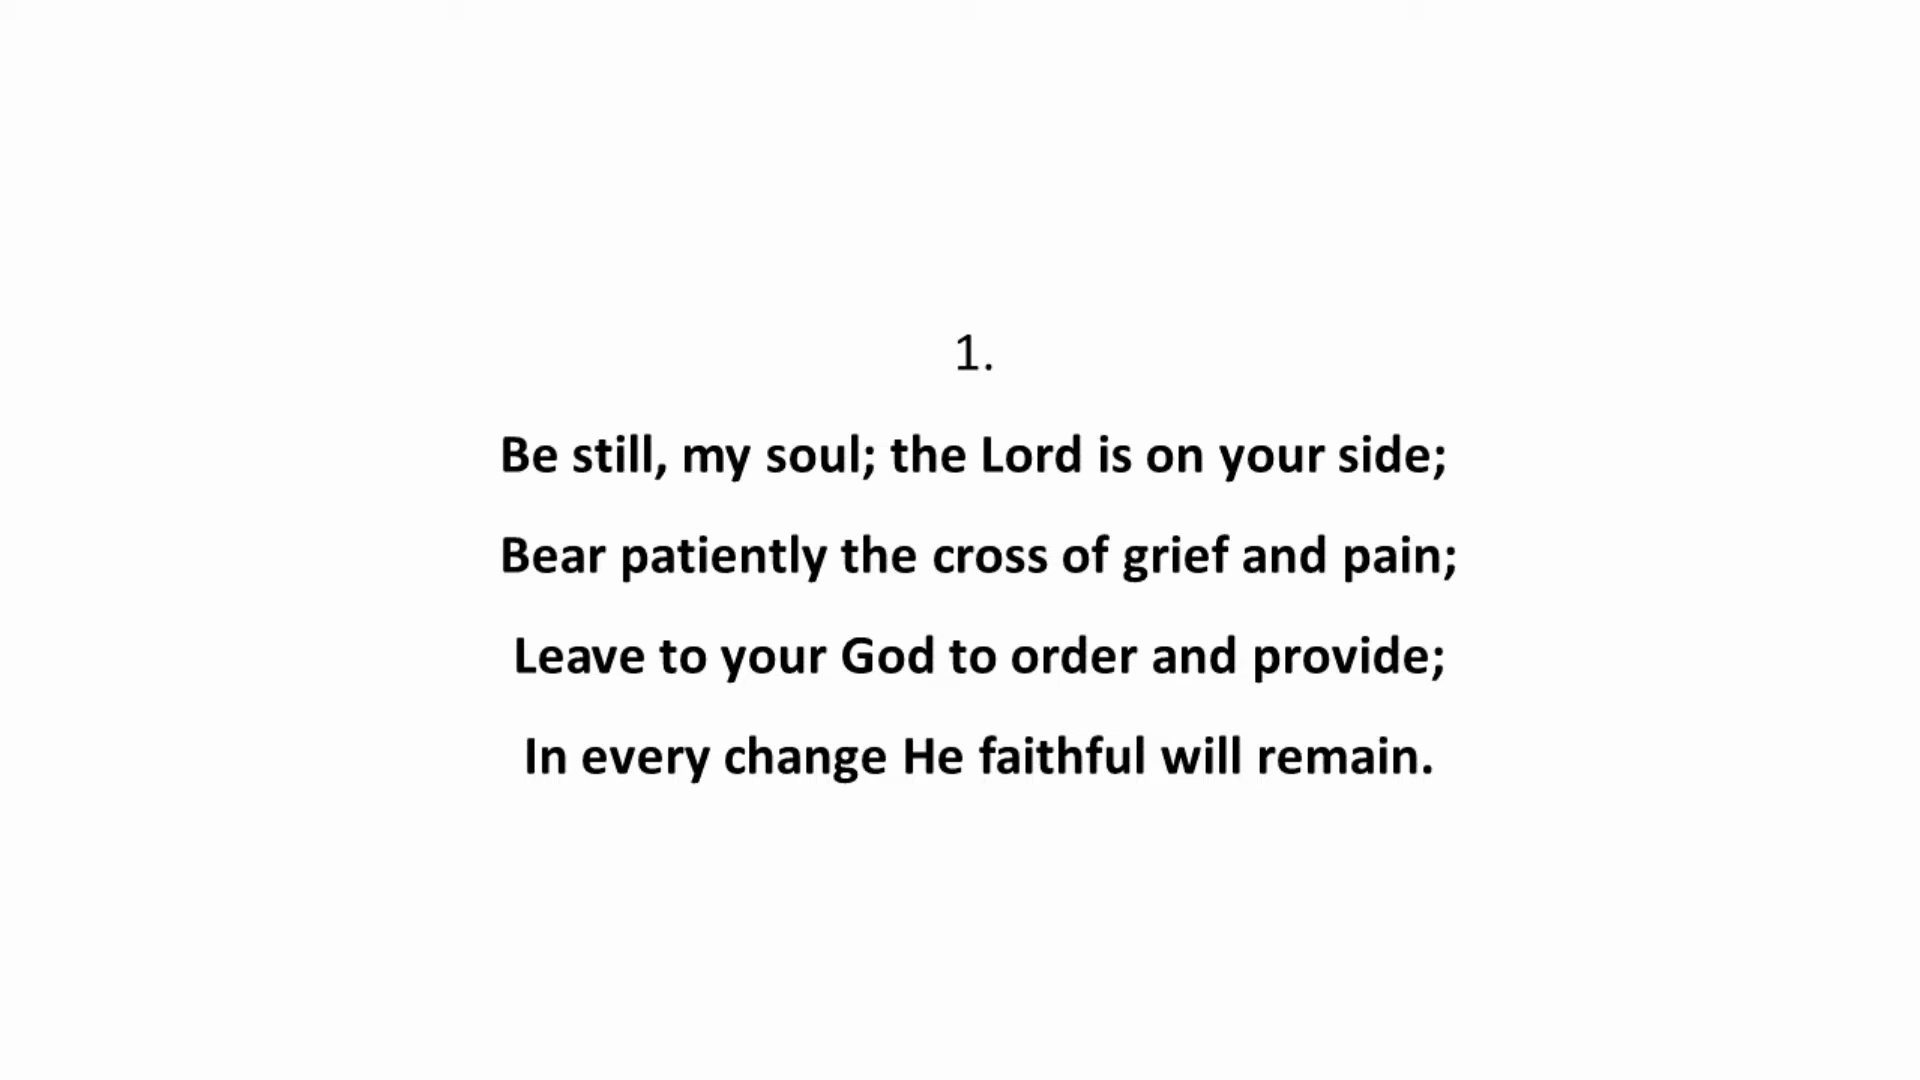 1.
Be still, my soul; the Lord is on your side;
Bear patiently the cross of grief and pain;
Leave to your God to order and provide;
In every change He faithful will remain.